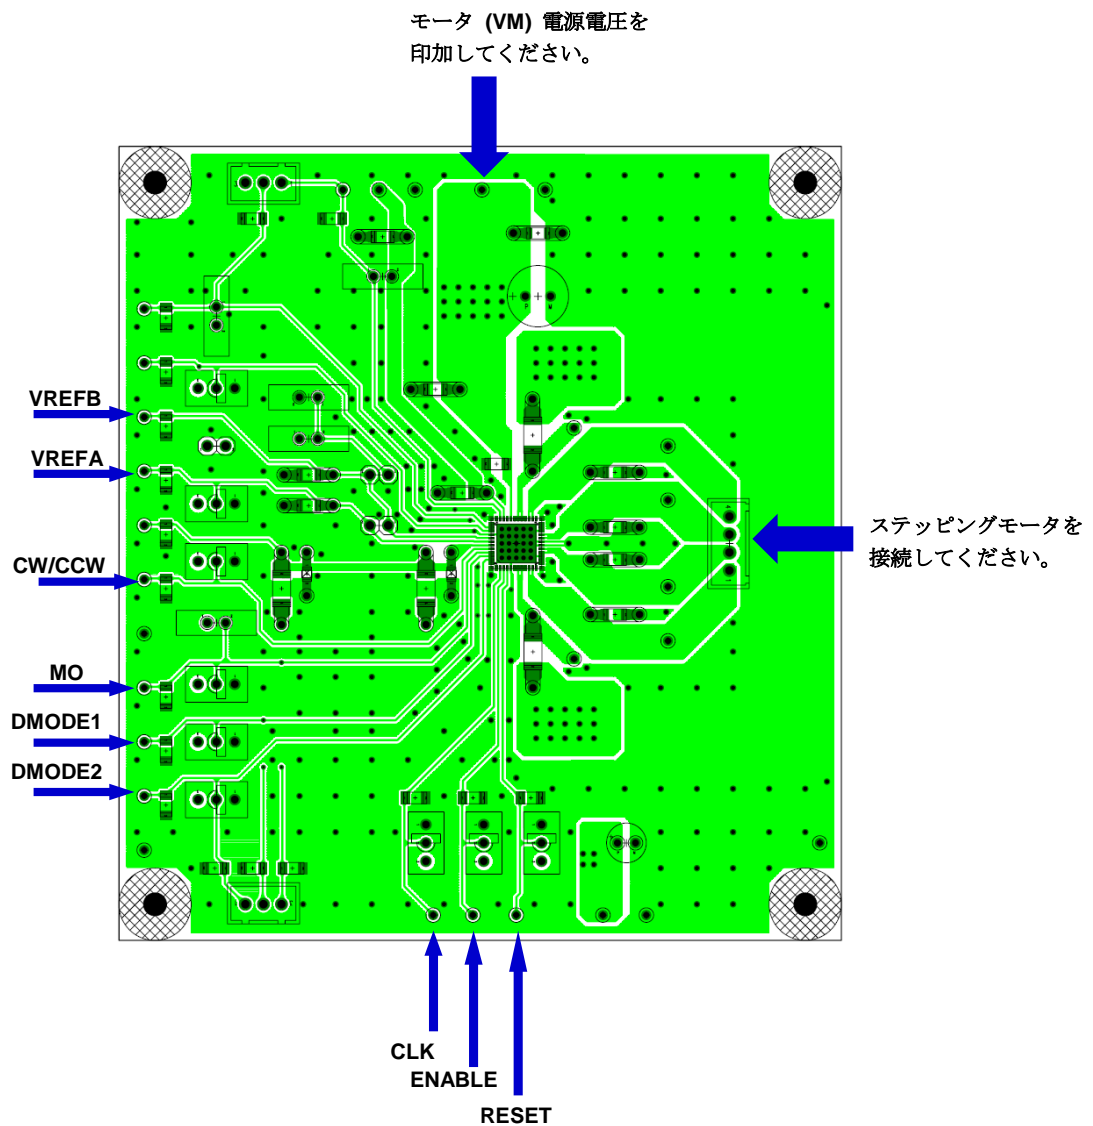 モータ (VM) 電源電圧を
印加してください。
VREFB
VREFA
CW/CCW
MO
DMODE1
DMODE2
ステッピングモータを
接続してください。
CLK
ENABLE
RESET